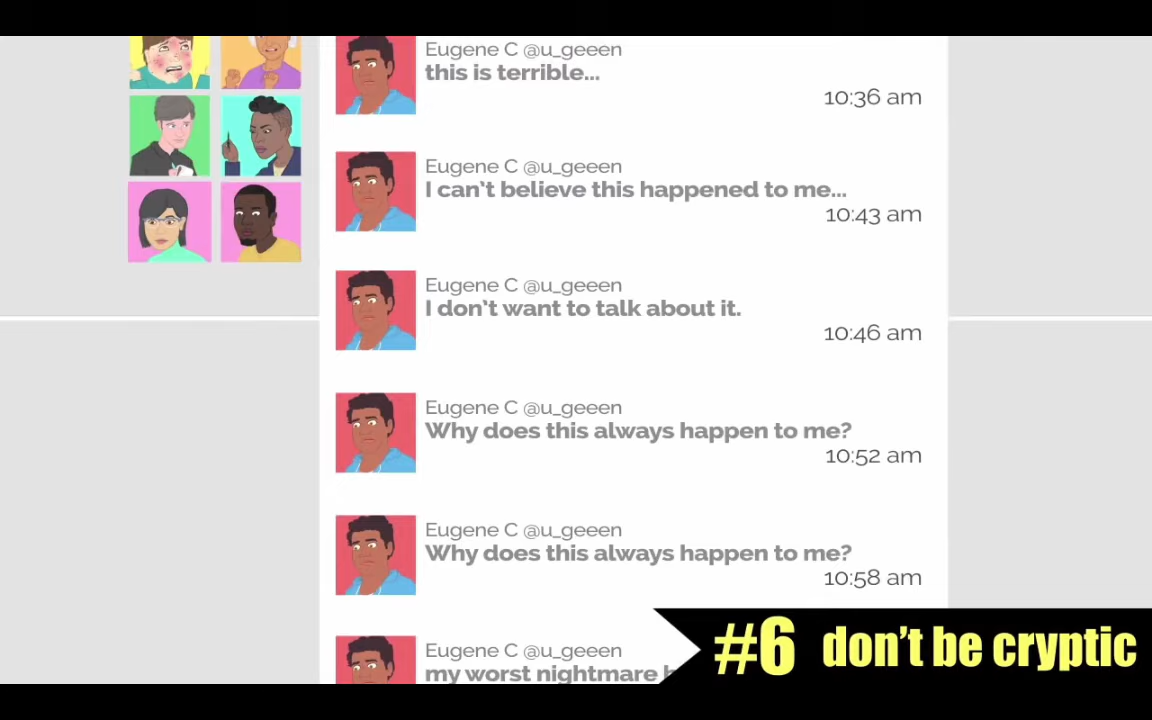 Eugene C @u_geeen
this is terrible...
10:36 am
Eugene C @u_geeen
I can't believe this happened to me...
10:43 am
Eugene C @u_geeen
I don't want to talk about it.
10:46 am
Eugene C @u_geeen
Why does this always happen to me?
10:52 am
Eugene C @u_geeen
Why does this always happen to me?
10:58 am
Eugene C @u_geeen
my worst nightmare
#6 don't be cryptic